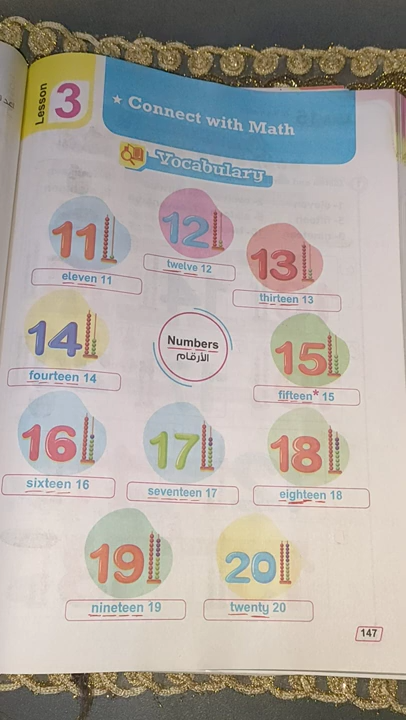 Lesson
3
★ Connect with Math
Vocabulary
11
eleven 11
12
twelve 12
13
thirteen 13
14
fourteen 14
Numbers
الأرقام
15
fifteen* 15
16
sixteen 16
17
seventeen 17
18
eighteen 18
19
nineteen 19
20
twenty 20
147